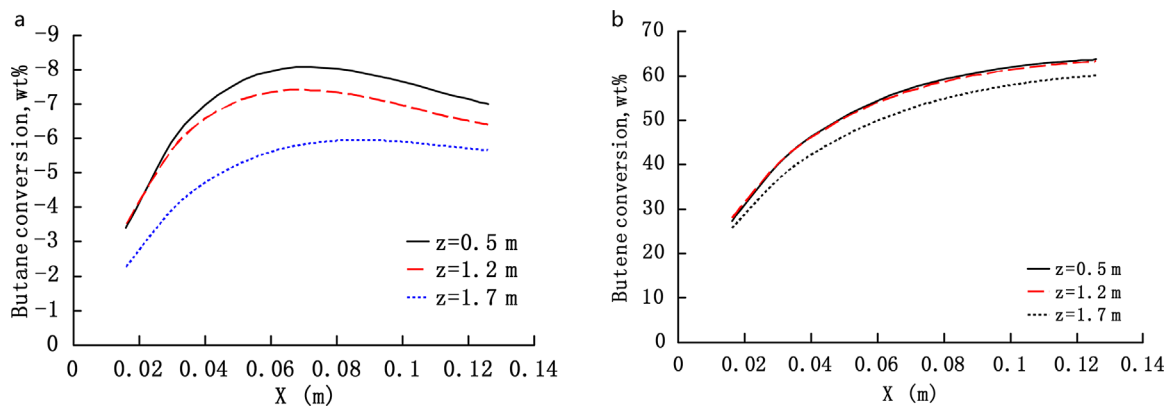 a
Butane conversion, wt%
-9
-8
-7
-6
-5
-4
-3
-2
-1
0
z=0.5 m
z=1.2 m
z=1.7 m
0 0.02 0.04 0.06 0.08 0.1 0.12 0.14
X (m)
b
Butene conversion, wt%
70
60
50
40
30
20
10
0
z=0.5 m
z=1.2 m
z=1.7 m
0 0.02 0.04 0.06 0.08 0.1 0.12 0.14
X (m)